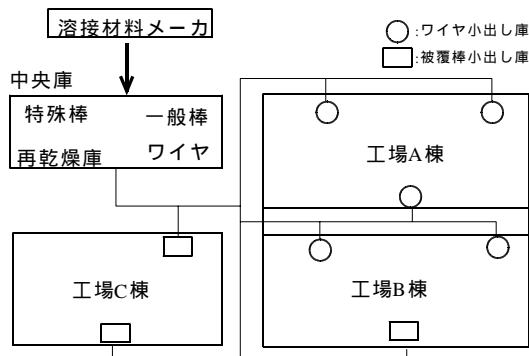 溶接材料メーカ
:ワイヤ小出し庫
:被覆棒小出し庫
中央庫
特殊棒 一般棒
再乾燥庫 ワイヤ
工場A棟
工場C棟
工場B棟